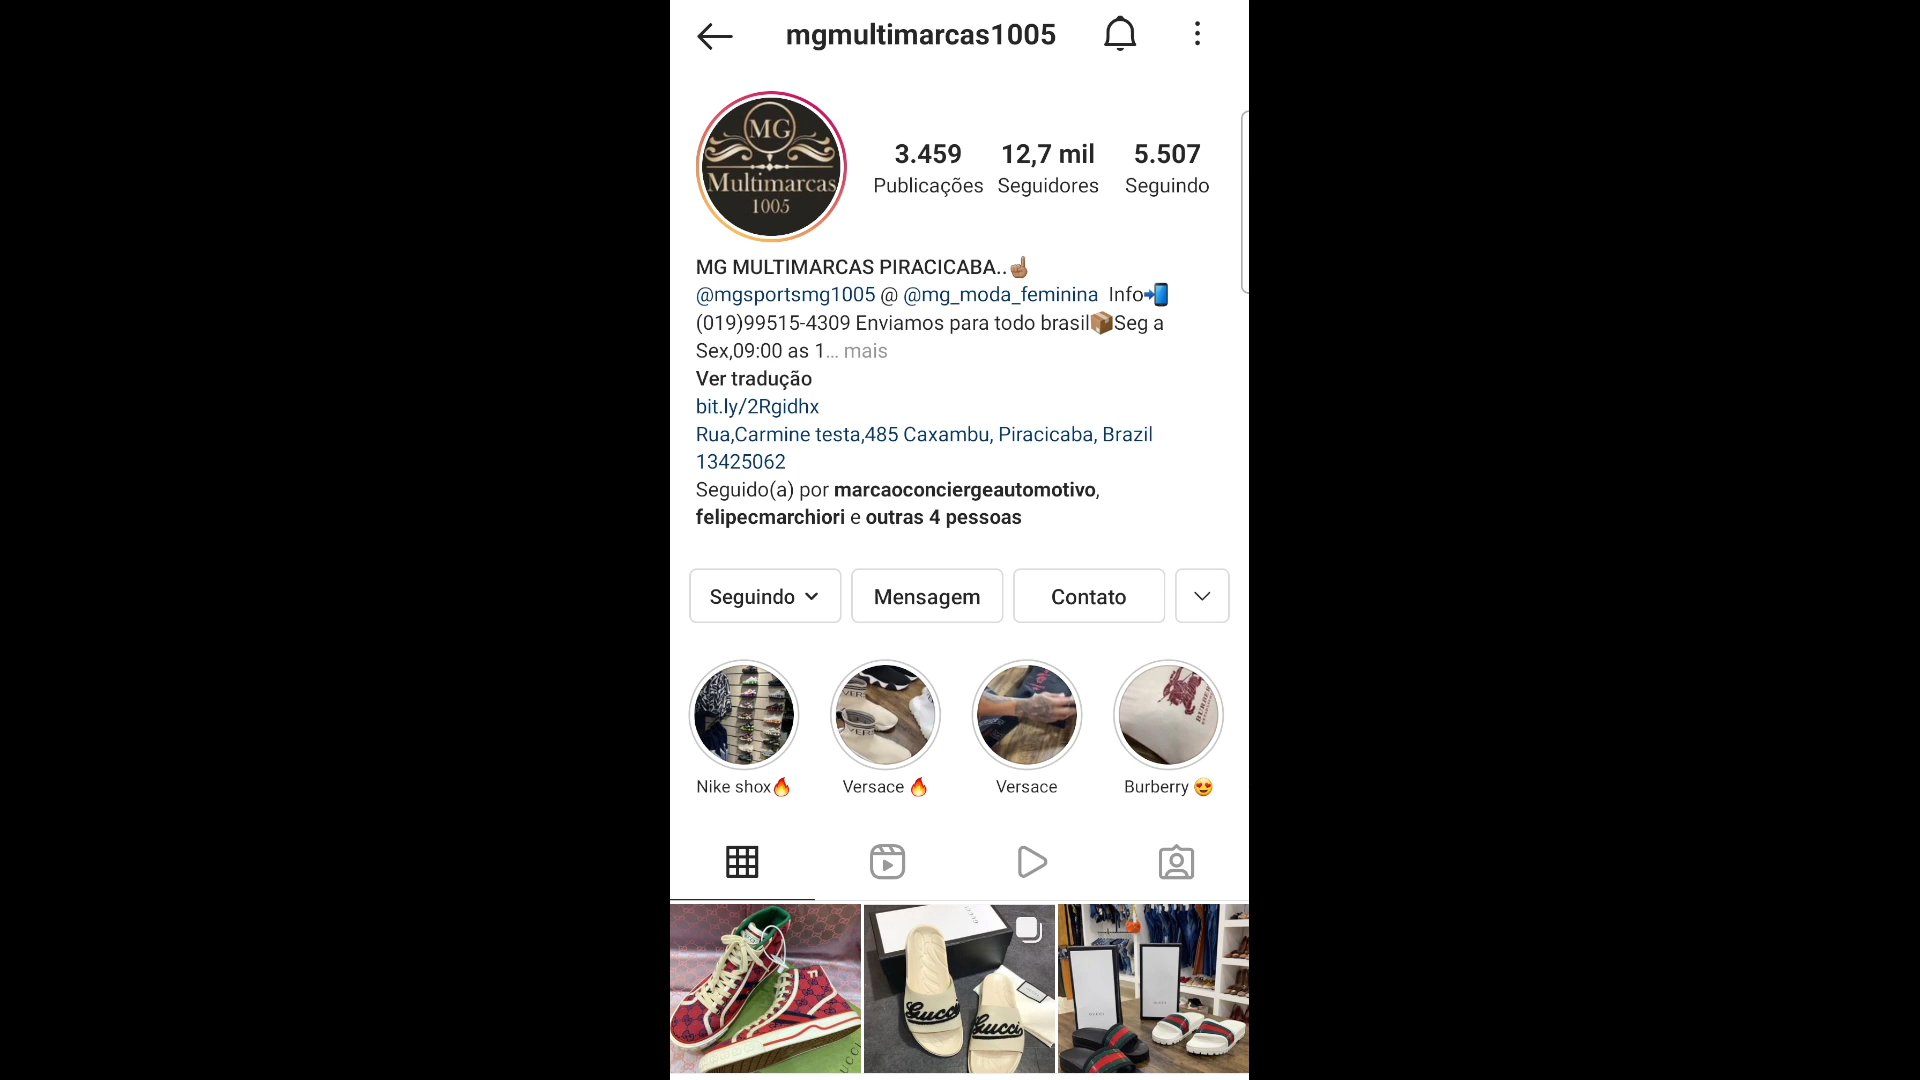 mgmultimarcas1005
MG
Multimarcas
1005
3.459 12,7 mil 5.507
Publicações Seguidores Seguindo
MG MULTIMARCAS PIRACICABA..☝🏽
@mgsportsmg1005 @ @mg_moda_feminina Info📲
(019)99515-4309 Enviamos para todo brasil📦Seg a
Sex,09:00 as 1... mais
Ver tradução
bit.ly/2Rgidhx
Rua,Carmine testa,485 Caxambu, Piracicaba, Brazil
13425062
Seguido(a) por marcaoconciergeautomotivo,
felipecmarchiori e outras 4 pessoas
Seguindo Mensagem Contato
Nike shox🔥 Versace 🔥 Versace Burberry 😍
GUCCI
Gucci
Gucci